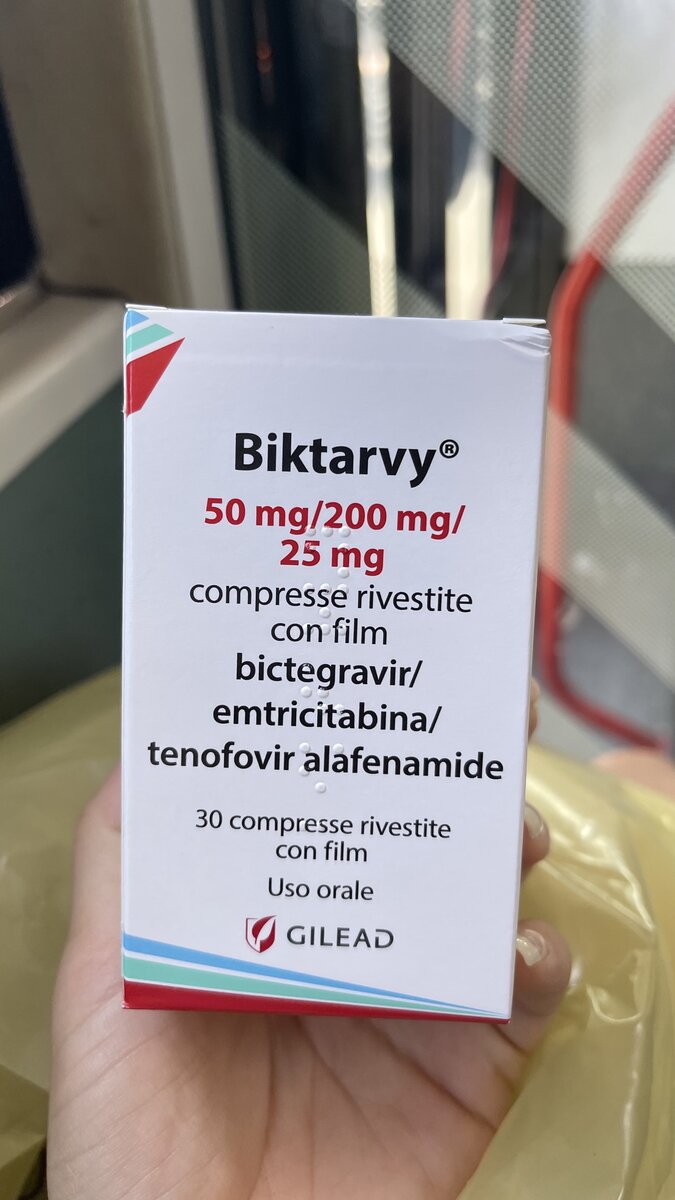 Biktarvy®
50 mg/200 mg/
25 mg
compresse rivestite
con film
bictegravir/
emtricitabina/
tenofovir alafenamide
30 compresse rivestite
con film
Uso orale
GILEAD